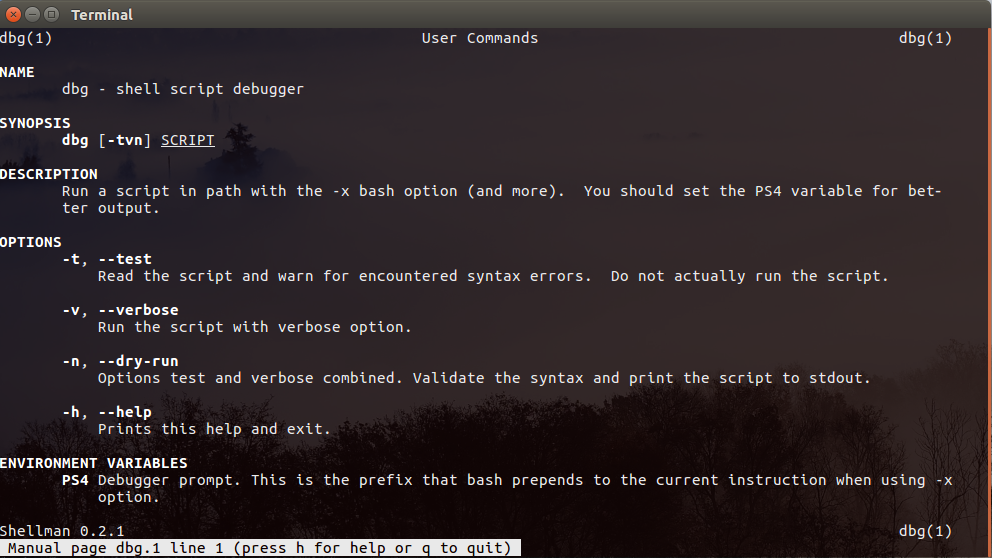 Terminal
dbg(1) User Commands dbg(1)
NAME
dbg - shell script debugger
SYNOPSIS
dbg [-tvn] SCRIPT
DESCRIPTION
Run a script in path with the -x bash option (and more).  You should set the PS4 variable for bet-
ter output.
OPTIONS
-t, --test
Read the script and warn for encountered syntax errors.  Do not actually run the script.
-v, --verbose
Run the script with verbose option.
-n, --dry-run
Options test and verbose combined. Validate the syntax and print the script to stdout.
-h, --help
Prints this help and exit.
ENVIRONMENT VARIABLES
PS4 Debugger prompt. This is the prefix that bash prepends to the current instruction when using -x
option.
Shellman 0.2.1 dbg(1)
Manual page dbg.1 line 1 (press h for help or q to quit)